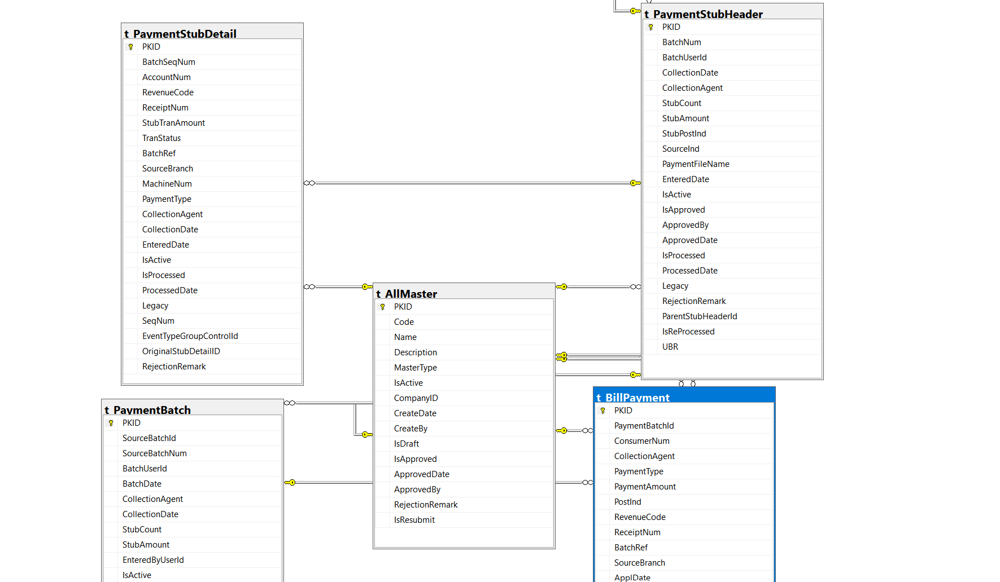 t_PaymentStubDetail
PKID
BatchSeqNum
AccountNum
RevenueCode
ReceiptNum
StubTranAmount
TranStatus
BatchRef
SourceBranch
MachineNum
PaymentType
CollectionAgent
CollectionDate
EnteredDate
IsActive
IsProcessed
ProcessedDate
Legacy
SeqNum
EventTypeGroupControlId
OriginalStubDetailID
RejectionRemark
t_PaymentStubHeader
PKID
BatchNum
BatchUserId
CollectionDate
CollectionAgent
StubCount
StubAmount
StubPostInd
SourceInd
PaymentFileName
EnteredDate
IsActive
IsApproved
ApprovedBy
ApprovedDate
IsProcessed
ProcessedDate
Legacy
RejectionRemark
ParentStubHeaderId
IsReProcessed
UBR
t_AllMaster
PKID
Code
Name
Description
MasterType
IsActive
CompanyID
CreateDate
CreateBy
IsDraft
IsApproved
ApprovedDate
ApprovedBy
RejectionRemark
IsResubmit
t_PaymentBatch
PKID
SourceBatchId
SourceBatchNum
BatchUserId
BatchDate
CollectionAgent
CollectionDate
StubCount
StubAmount
EnteredByUserId
IsActive
t_BillPayment
PKID
PaymentBatchId
ConsumerNum
CollectionAgent
PaymentType
PaymentAmount
PostInd
RevenueCode
ReceiptNum
BatchRef
SourceBranch
ApplDate